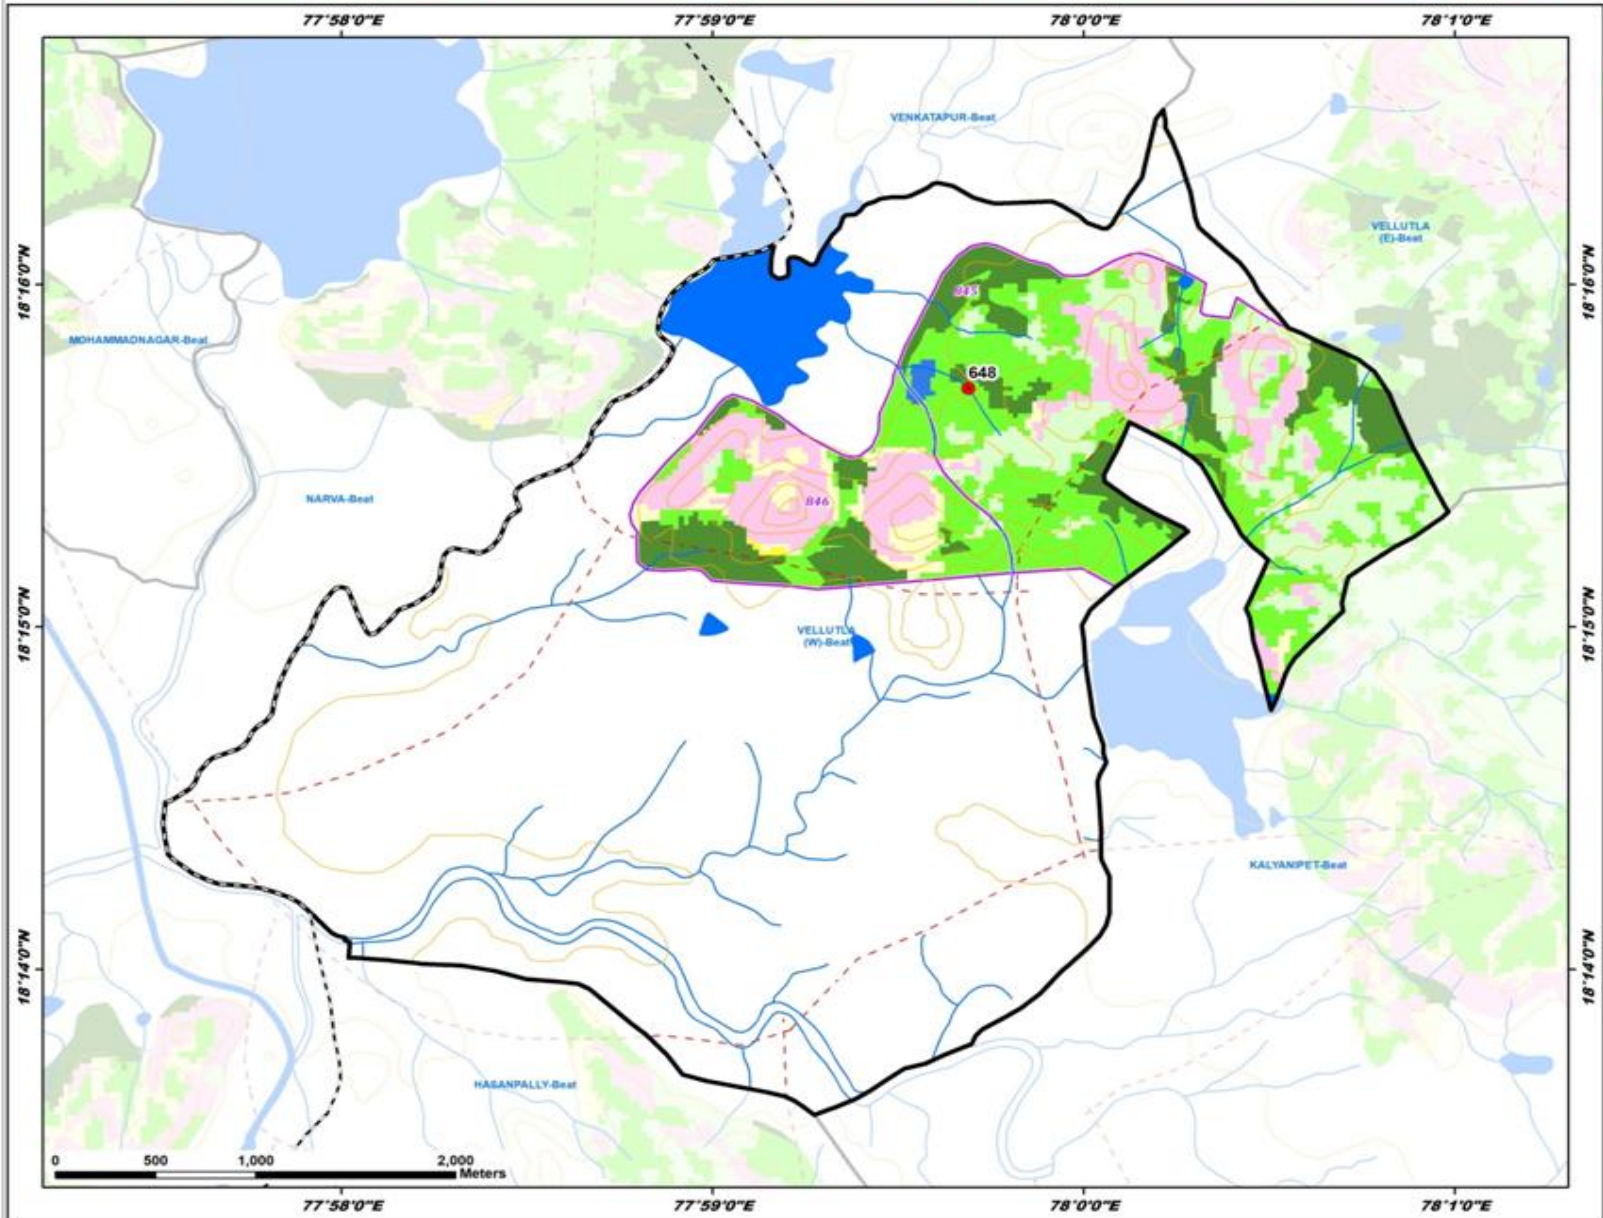 77°58'0"E 77°59'0"E 78°0'0"E 78°1'0"E
VENKATAPUR-Beat
VELLUTLA
(E)-Beat
18°16'0"N 18°16'0"N
845
MOHAMMADNAGAR-Beat
648
NARVA-Beat
846
18°15'0"N 18°15'0"N
VELLUTLA
(W)-Beat
KALYANIPET-Beat
18°14'0"N 18°14'0"N
HASANPALLY-Beat
0 500 1,000 2,000
Meters
77°58'0"E 77°59'0"E 78°0'0"E 78°1'0"E